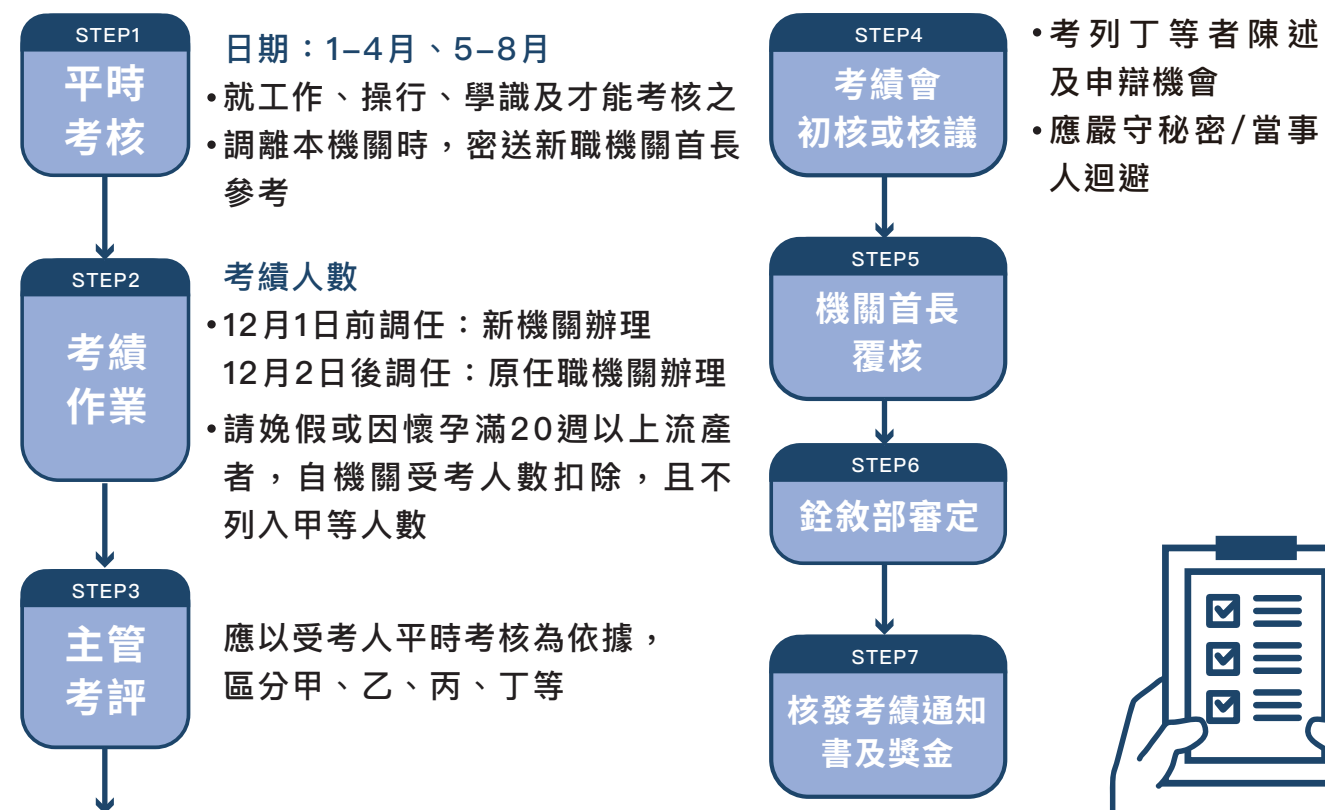 STEP1
平時
考核
日期：1–4月、5–8月
•就工作、操行、學識及才能考核之
•調離本機關時，密送新職機關首長
參考
STEP2
考績
作業
考績人數
•12月1日前調任：新機關辦理
12月2日後調任：原任職機關辦理
•請娩假或因懷孕滿20週以上流產
者，自機關受考人數扣除，且不
列入甲等人數
STEP3
主管
考評
應以受考人平時考核為依據，
區分甲、乙、丙、丁等
STEP4
考績會
初核或核議
•考列丁等者陳述
及申辯機會
•應嚴守秘密/當事
人迴避
STEP5
機關首長
覆核
STEP6
銓敘部審定
STEP7
核發考績通知
書及獎金